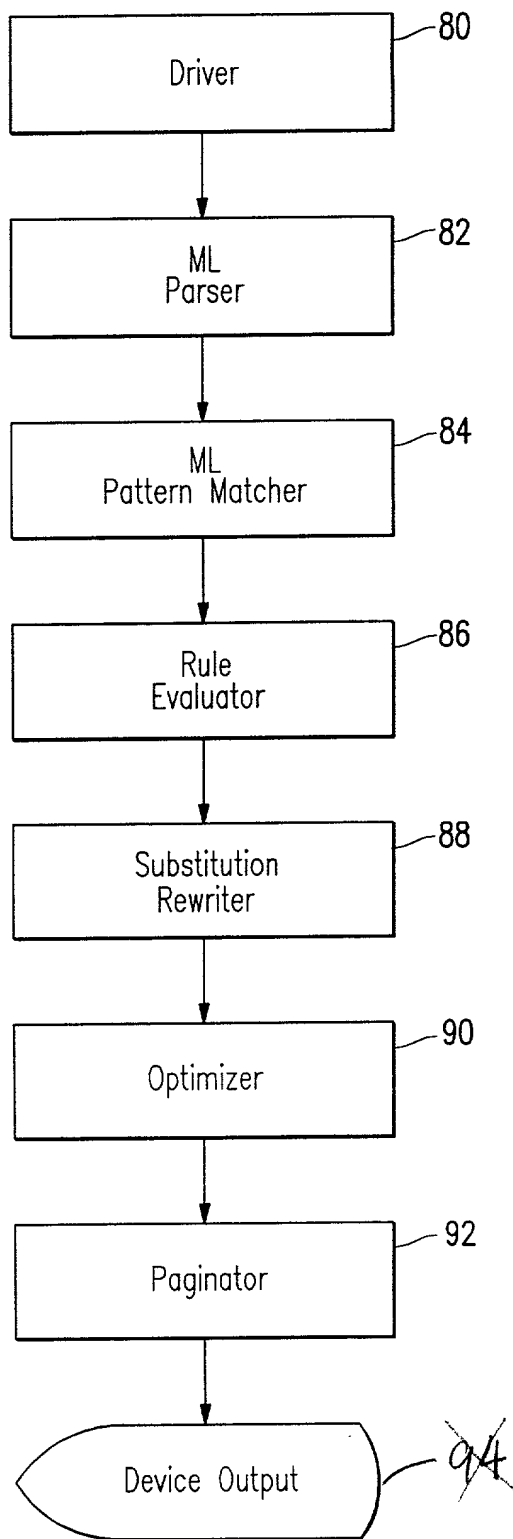 80
Driver
82
ML
Parser
84
ML
Pattern Matcher
86
Rule
Evaluator
88
Substitution
Rewriter
90
Optimizer
92
Paginator
Device Output
94